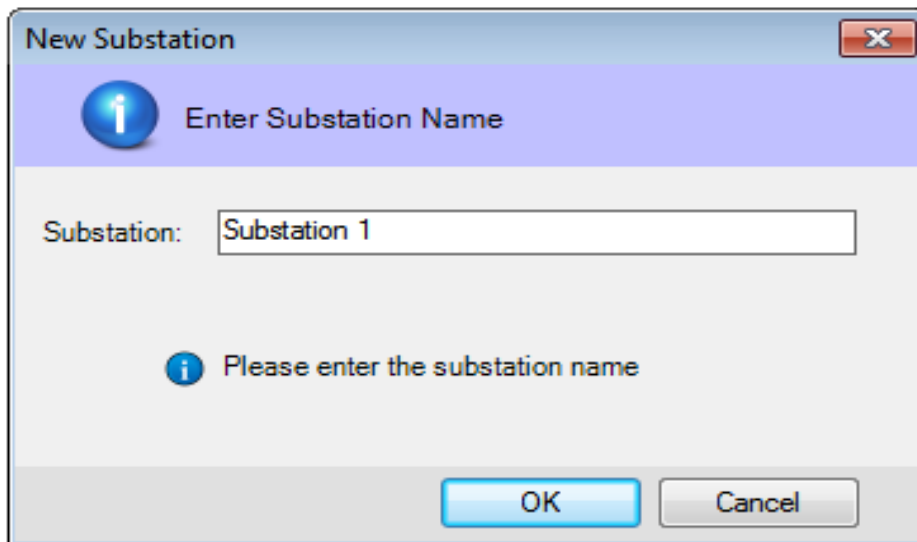 New Substation
Enter Substation Name
Substation: Substation 1
Please enter the substation name
OK Cancel